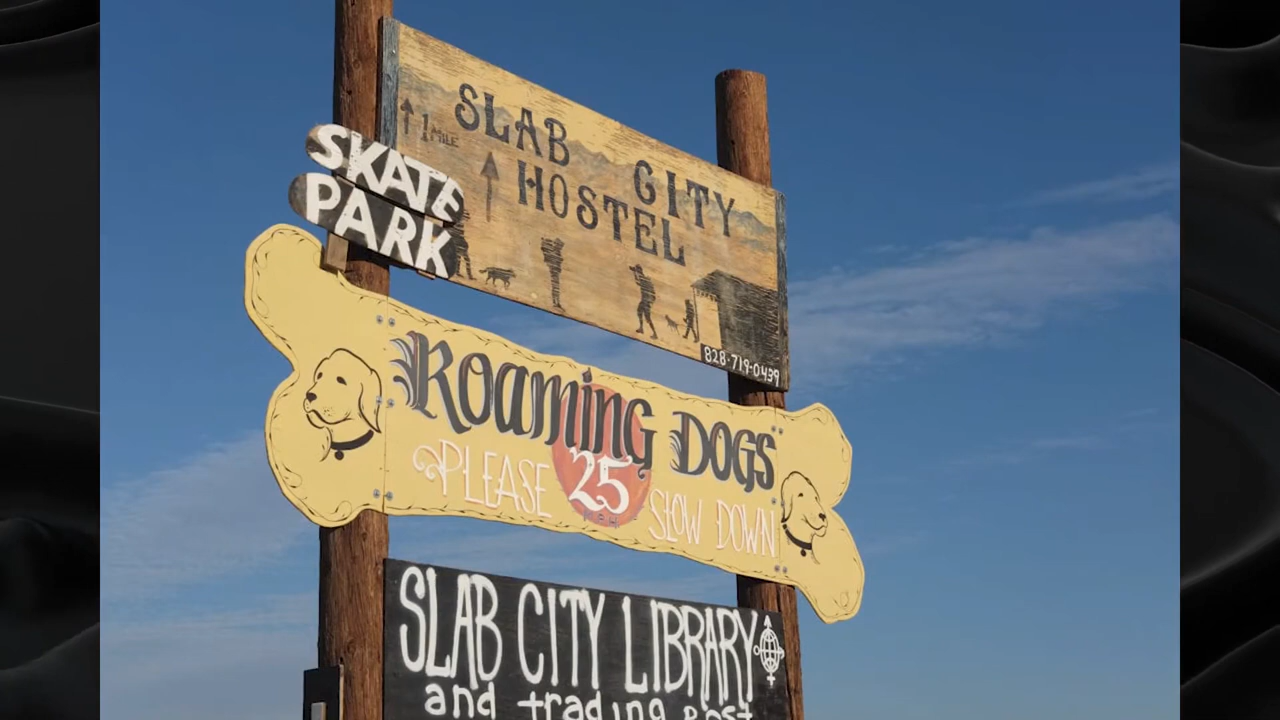 SLAB CITY
1 MILE
HOSTEL
SKATE
PARK
828-719-0439
ROAMING DOGS
PLEASE 25 SLOW DOWN
MPH
SLAB CITY LIBRARY
and trading post